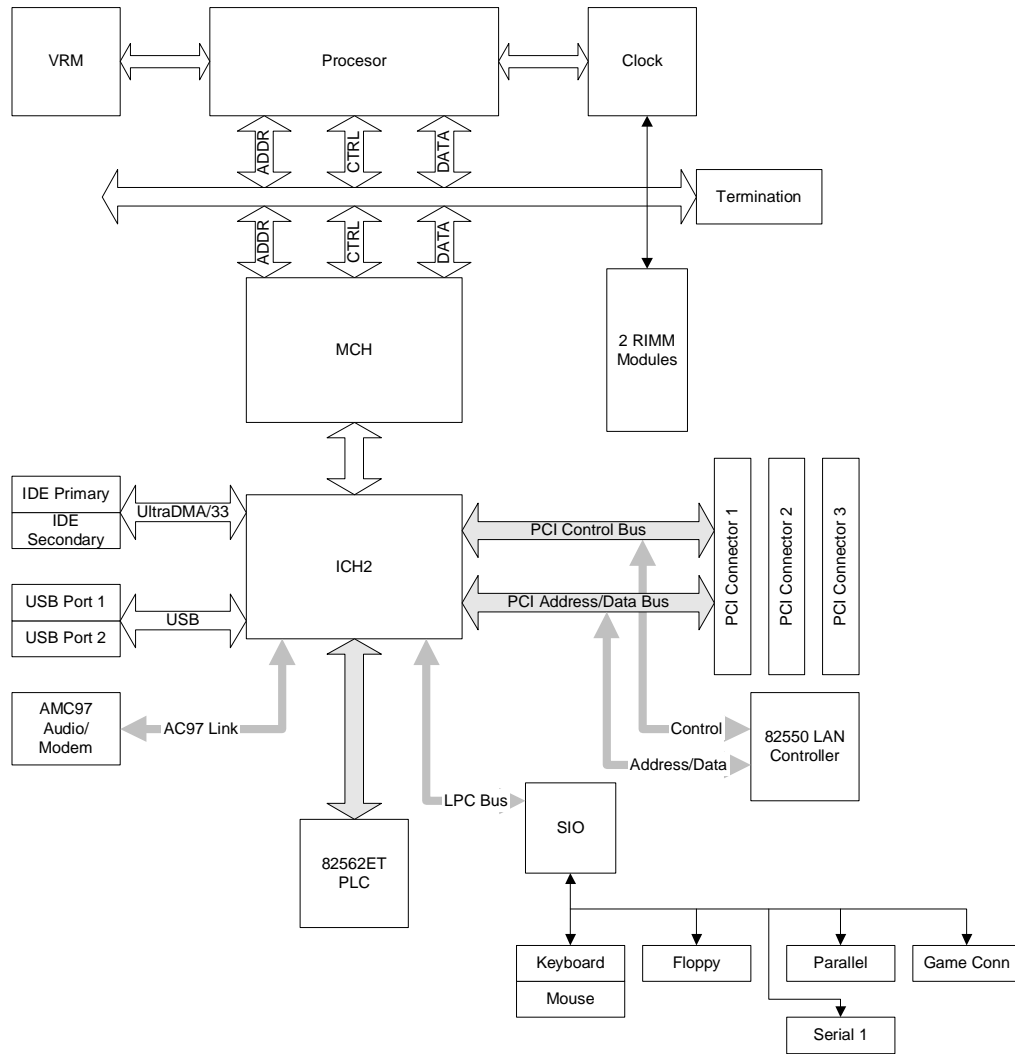 VRM
Procesor
Clock
ADDR
CTRL
DATA
Termination
ADDR
CTRL
DATA
MCH
2 RIMM
Modules
IDE Primary
IDE
Secondary
UltraDMA/33
ICH2
PCI Control Bus
PCI Address/Data Bus
PCI Connector 1
PCI Connector 2
PCI Connector 3
USB Port 1
USB Port 2
USB
AMC97
Audio/
Modem
AC97 Link
Control
Address/Data
82550 LAN
Controller
LPC Bus
SIO
82562ET
PLC
Keyboard
Mouse
Floppy
Parallel
Game Conn
Serial 1